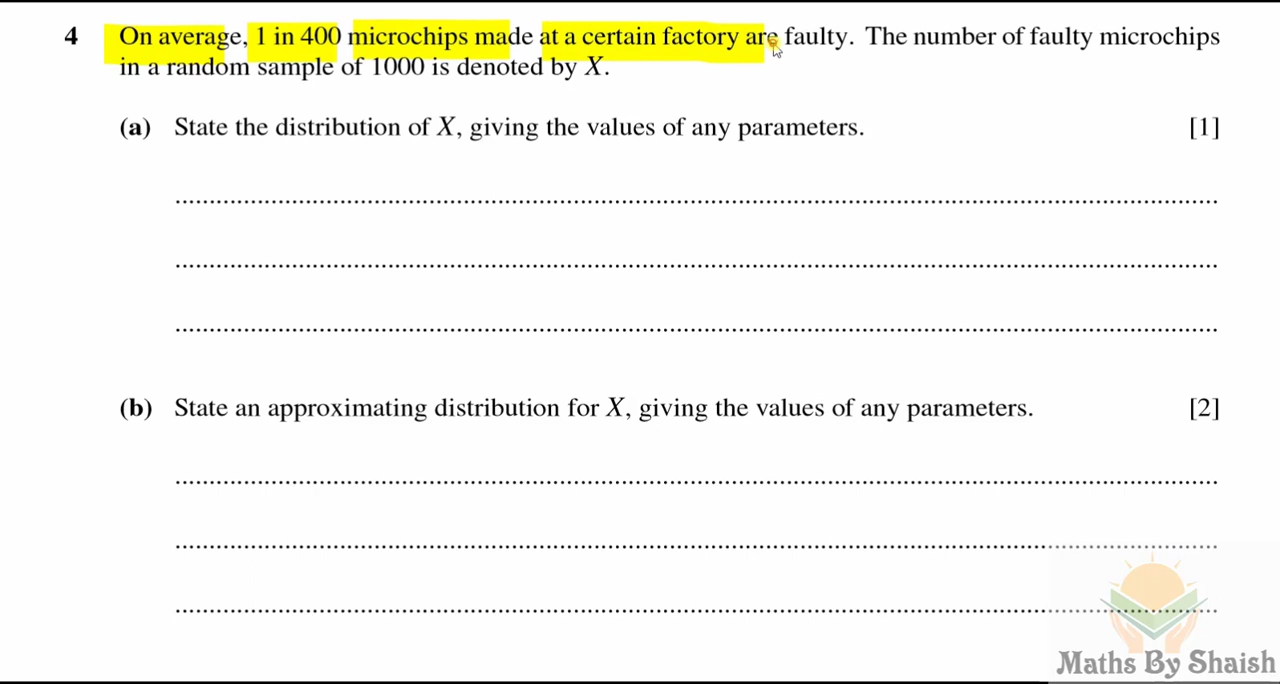 4 On average, 1 in 400 microchips made at a certain factory are faulty. The number of faulty microchips
in a random sample of 1000 is denoted by X.
(a) State the distribution of X, giving the values of any parameters. [1]
(b) State an approximating distribution for X, giving the values of any parameters. [2]
Maths By Shaish